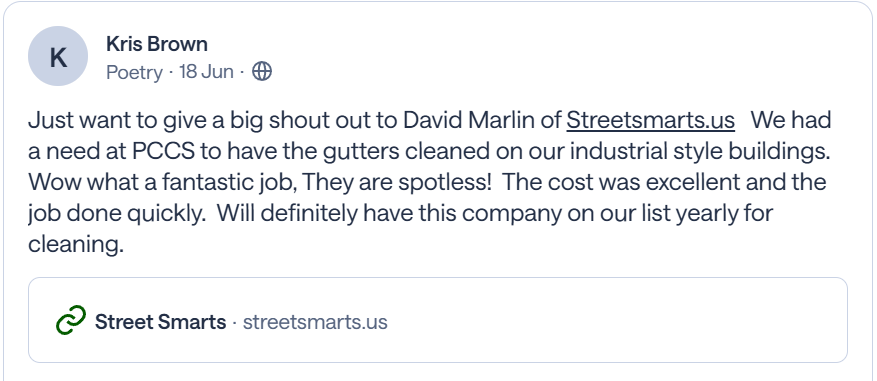 K
Kris Brown
Poetry · 18 Jun ·
Just want to give a big shout out to David Marlin of Streetsmarts.us   We had
a need at PCCS to have the gutters cleaned on our industrial style buildings.
Wow what a fantastic job, They are spotless!  The cost was excellent and the
job done quickly.  Will definitely have this company on our list yearly for
cleaning.
Street Smarts · streetsmarts.us